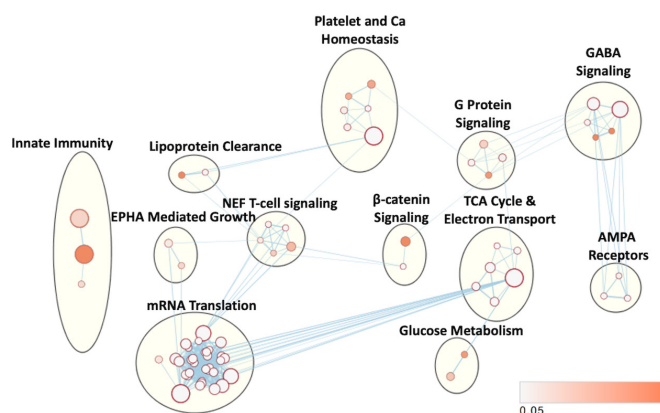 Platelet and Ca
Homeostasis
GABA
Signaling
G Protein
Signaling
Innate Immunity
Lipoprotein Clearance
EPHA Mediated Growth
NEF T-cell signaling
β-catenin
Signaling
TCA Cycle &
Electron Transport
AMPA
Receptors
mRNA Translation
Glucose Metabolism
0.05